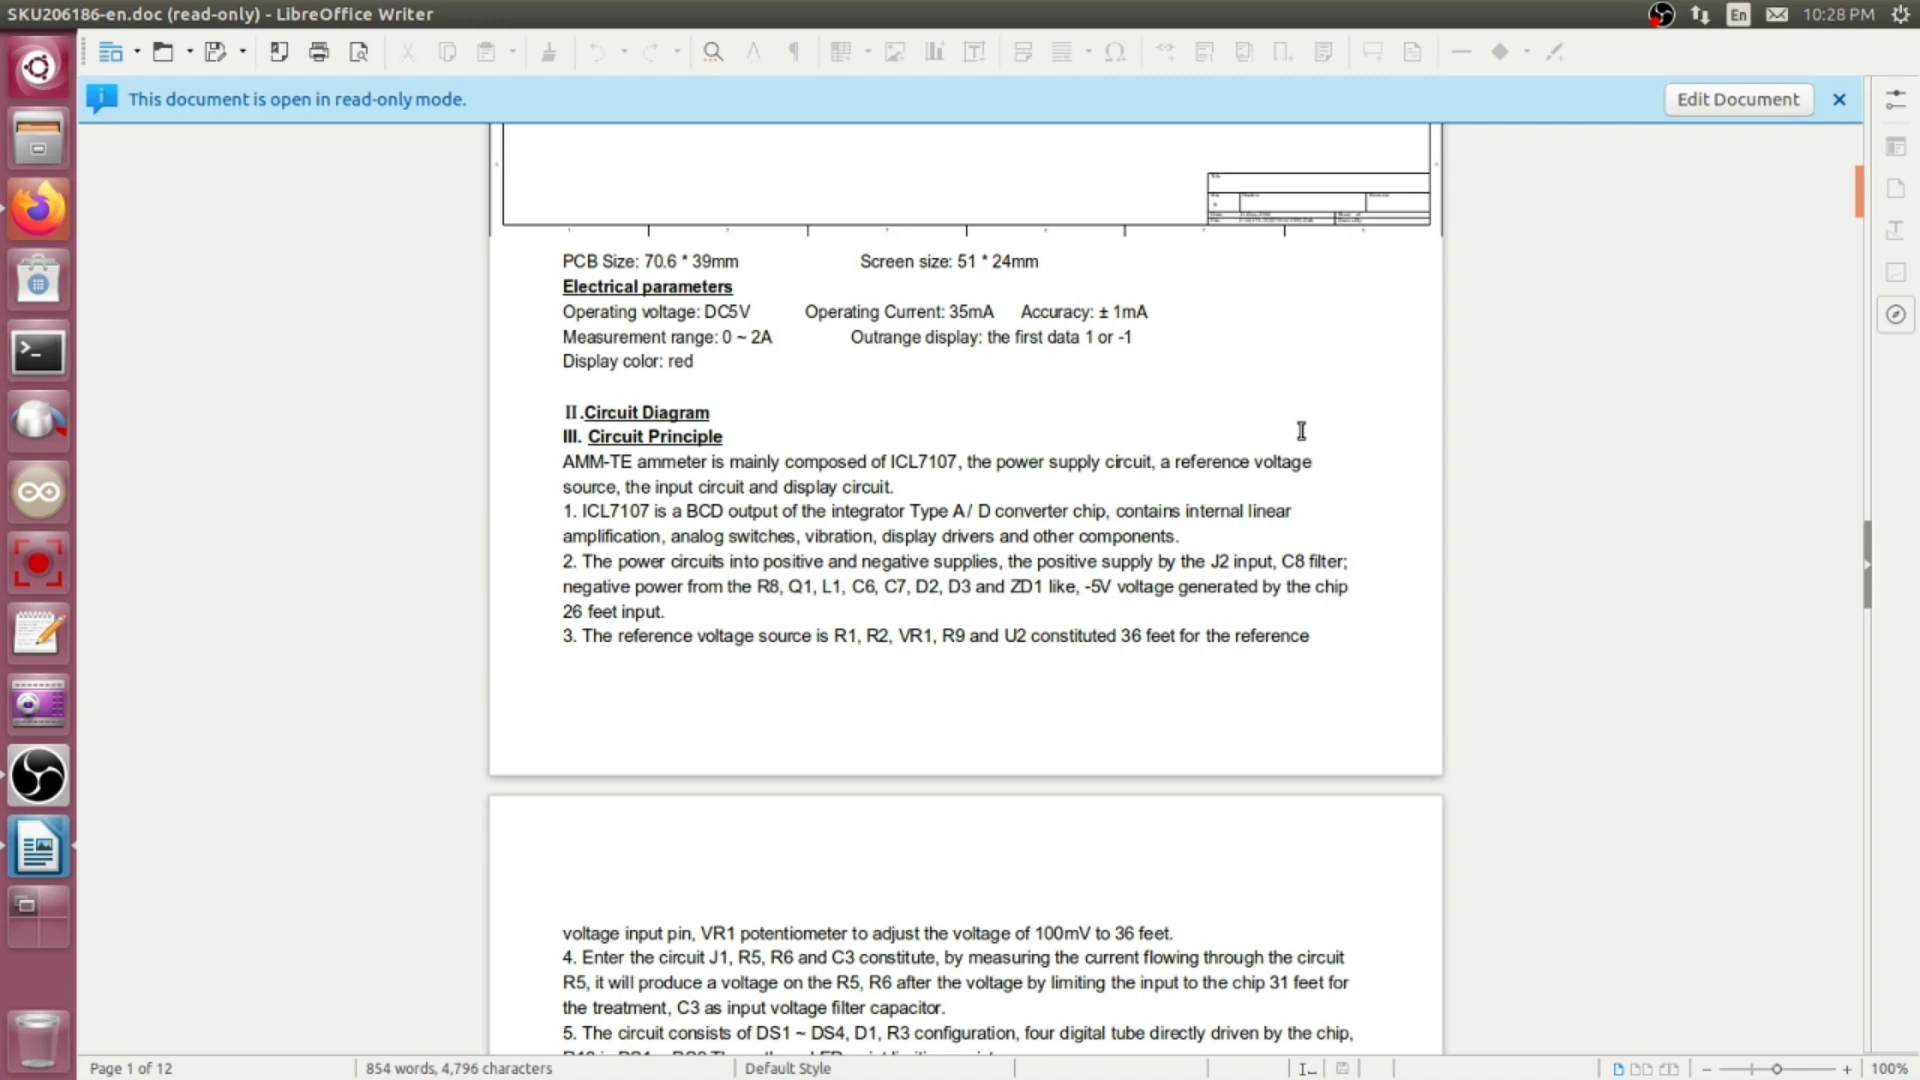 SKU206186-en.doc (read-only) - LibreOffice Writer
En
10:28 PM
This document is open in read-only mode.
Edit Document
PCB Size: 70.6 * 39mm Screen size: 51 * 24mm
Electrical parameters
Operating voltage: DC5V Operating Current: 35mA Accuracy: ± 1mA
Measurement range: 0 ~ 2A Outrange display: the first data 1 or -1
Display color: red
II.Circuit Diagram
III. Circuit Principle
AMM-TE ammeter is mainly composed of ICL7107, the power supply circuit, a reference voltage
source, the input circuit and display circuit.
1. ICL7107 is a BCD output of the integrator Type A / D converter chip, contains internal linear
amplification, analog switches, vibration, display drivers and other components.
2. The power circuits into positive and negative supplies, the positive supply by the J2 input, C8 filter;
negative power from the R8, Q1, L1, C6, C7, D2, D3 and ZD1 like, -5V voltage generated by the chip
26 feet input.
3. The reference voltage source is R1, R2, VR1, R9 and U2 constituted 36 feet for the reference
voltage input pin, VR1 potentiometer to adjust the voltage of 100mV to 36 feet.
4. Enter the circuit J1, R5, R6 and C3 constitute, by measuring the current flowing through the circuit
R5, it will produce a voltage on the R5, R6 after the voltage by limiting the input to the chip 31 feet for
the treatment, C3 as input voltage filter capacitor.
5. The circuit consists of DS1 ~ DS4, D1, R3 configuration, four digital tube directly driven by the chip,
Page 1 of 12
854 words, 4,796 characters
Default Style
100%